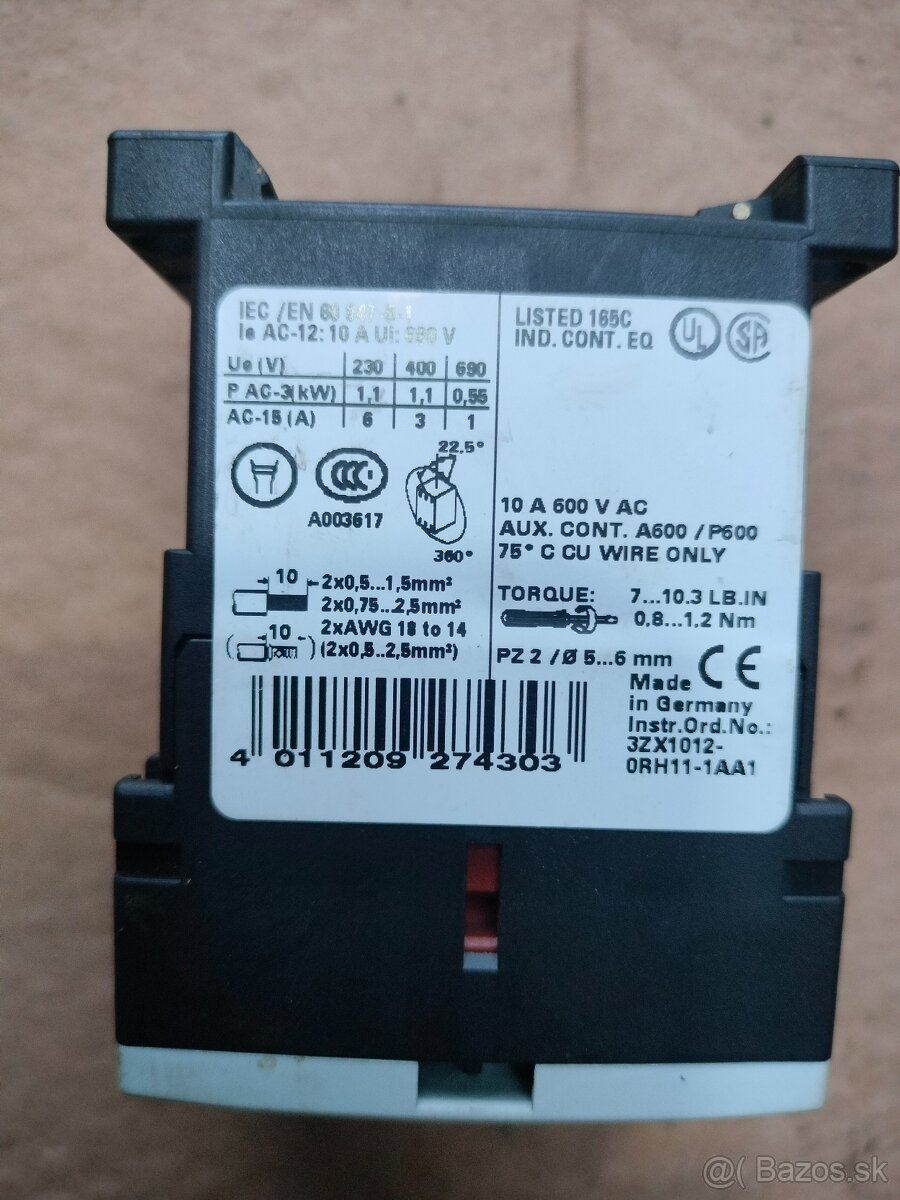 IEC /EN 60 947-5-1
Ie AC-12: 10 A Ui: 690 V
Ue (V) 230 400 690
P AC-3(kW) 1,1 1,1 0,55
AC-15 (A) 6 3 1
22,5°
CCC
A003617
360°
10 2x0,5...1,5mm²
2x0,75...2,5mm²
2xAWG 18 to 14
10 (2x0,5..2,5mm²)
4 011209 274303
LISTED 165C
IND. CONT. EQ
UL
SA
10 A 600 V AC
AUX. CONT. A600 / P600
75° C CU WIRE ONLY
TORQUE: 7...10.3 LB.IN
0,8...1,2 Nm
PZ 2 / Ø 5...6 mm
CE
Made
in Germany
Instr.Ord.No.:
3ZX1012-
0RH11-1AA1
@( Bazos.sk